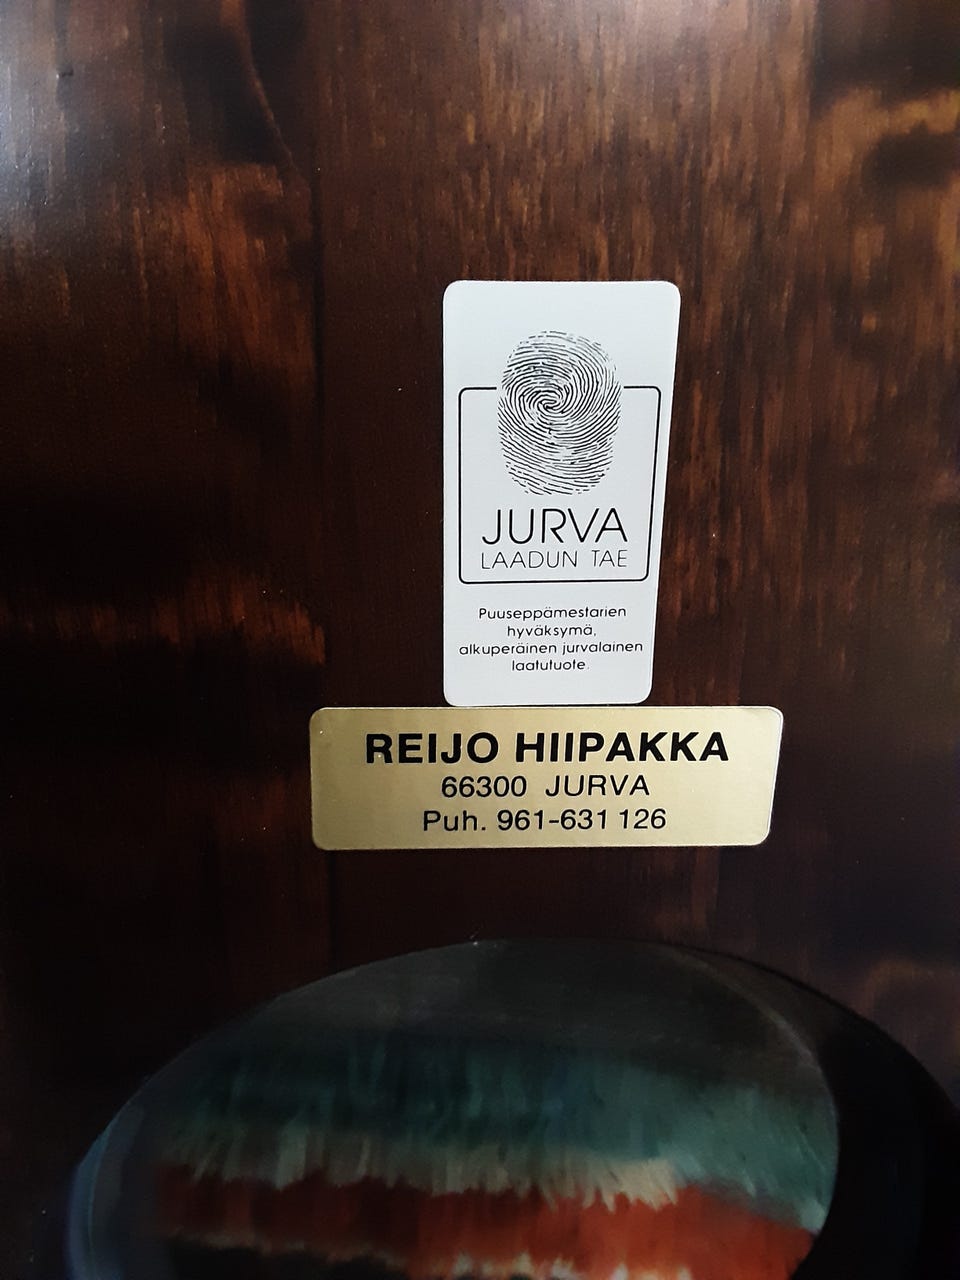 JURVA
LAADUN TAE
Puuseppämestarien
hyväksymä,
alkuperäinen jurvalainen
laatutuote.
REIJO HIIPAKKA
66300 JURVA
Puh. 961-631 126